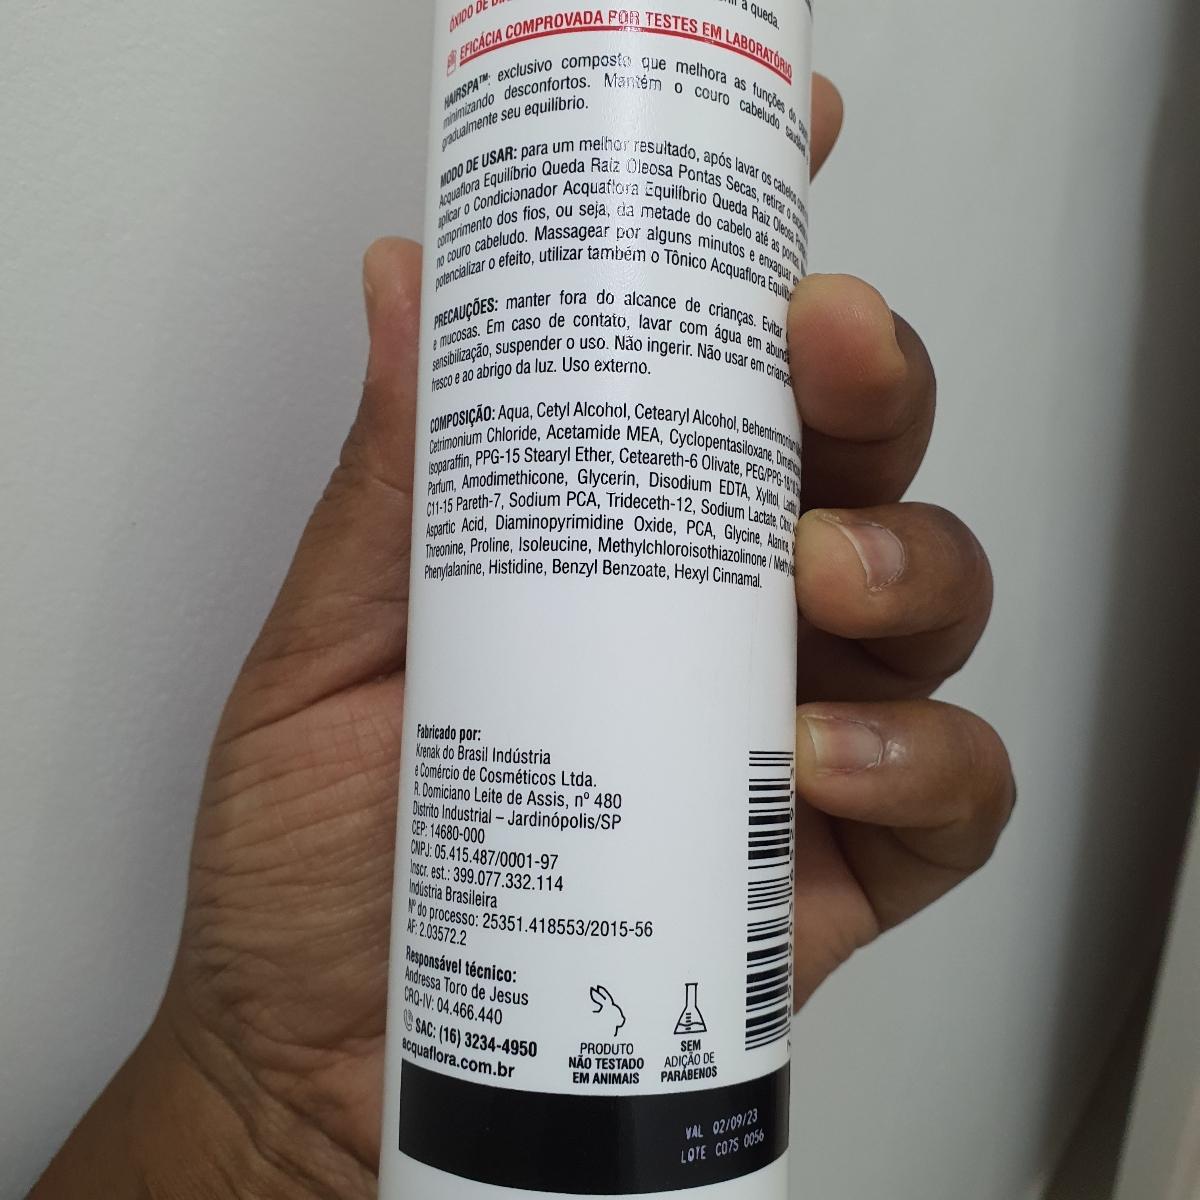 ÓXIDO DE
à queda.
EFICÁCIA COMPROVADA POR TESTES EM LABORATÓRIO
HAIRSPA™: exclusivo composto que melhora as funções do
minimizando desconfortos. Mantém o couro cabeludo
gradualmente seu equilíbrio.
MODO DE USAR: para um melhor resultado, após lavar os cabelos
Acquaflora Equilíbrio Queda Raiz Oleosa Pontas Secas, retirar o
aplicar o Condicionador Acquaflora Equilíbrio Queda Raiz Oleosa
comprimento dos fios, ou seja, da metade do cabelo até as pontas
no couro cabeludo. Massagear por alguns minutos e enxaguar
potencializar o efeito, utilizar também o Tônico Acquaflora
PRECAUÇÕES: manter fora do alcance de crianças. Evitar
e mucosas. Em caso de contato, lavar com água em
sensibilização, suspender o uso. Não ingerir. Não usar em
fresco e ao abrigo da luz. Uso externo.
COMPOSIÇÃO: Aqua, Cetyl Alcohol, Cetearyl Alcohol,
Cetrimonium Chloride, Acetamide MEA, Cyclopentasiloxane,
Isoparaffin, PPG-15 Stearyl Ether, Ceteareth-6 Olivate,
Parfum, Amodimethicone, Glycerin, Disodium EDTA, Xylitol,
C11-15 Pareth-7, Sodium PCA, Trideceth-12, Sodium Lactate,
Aspartic Acid, Diaminopyrimidine Oxide, PCA, Glycine, Alanine,
Threonine, Proline, Isoleucine, Methylchloroisothiazolinone /
Phenylalanine, Histidine, Benzyl Benzoate, Hexyl Cinnamal.
Fabricado por:
Krenak do Brasil Indústria
e Comércio de Cosméticos Ltda.
R. Domiciano Leite de Assis, nº 480
Distrito Industrial – Jardinópolis/SP
CEP: 14680-000
CNPJ: 05.415.487/0001-97
Inscr. est.: 399.077.332.114
Indústria Brasileira
Nº do processo: 25351.418553/2015-56
AF: 2.03572.2
Responsável técnico:
Andressa Toro de Jesus
CRQ-IV: 04.466.440
SAC: (16) 3234-4950
acquaflora.com.br
PRODUTO
NÃO TESTADO
EM ANIMAIS
SEM
ADIÇÃO DE
PARABENOS
VAL 02/09/23
LOTE C07S 0056